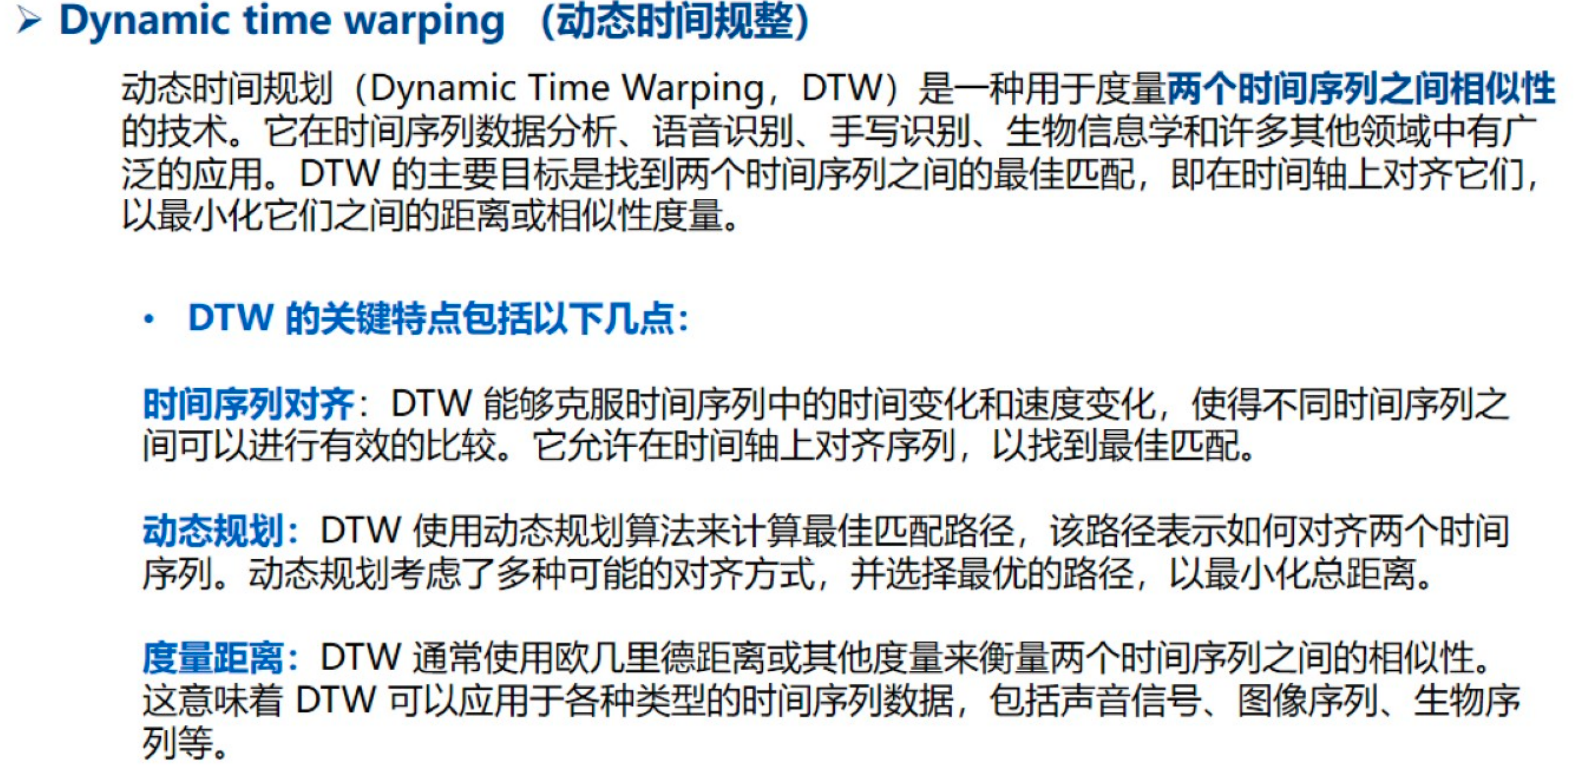 ➢ Dynamic time warping （动态时间规整）
动态时间规划（Dynamic Time Warping，DTW）是一种用于度量两个时间序列之间相似性
的技术。它在时间序列数据分析、语音识别、手写识别、生物信息学和许多其他领域中有广
泛的应用。DTW 的主要目标是找到两个时间序列之间的最佳匹配，即在时间轴上对齐它们，
以最小化它们之间的距离或相似性度量。
• DTW 的关键特点包括以下几点：
时间序列对齐：DTW 能够克服时间序列中的时间变化和速度变化，使得不同时间序列之
间可以进行有效的比较。它允许在时间轴上对齐序列，以找到最佳匹配。
动态规划：DTW 使用动态规划算法来计算最佳匹配路径，该路径表示如何对齐两个时间
序列。动态规划考虑了多种可能的对齐方式，并选择最优的路径，以最小化总距离。
度量距离：DTW 通常使用欧几里德距离或其他度量来衡量两个时间序列之间的相似性。
这意味着 DTW 可以应用于各种类型的时间序列数据，包括声音信号、图像序列、生物序
列等。